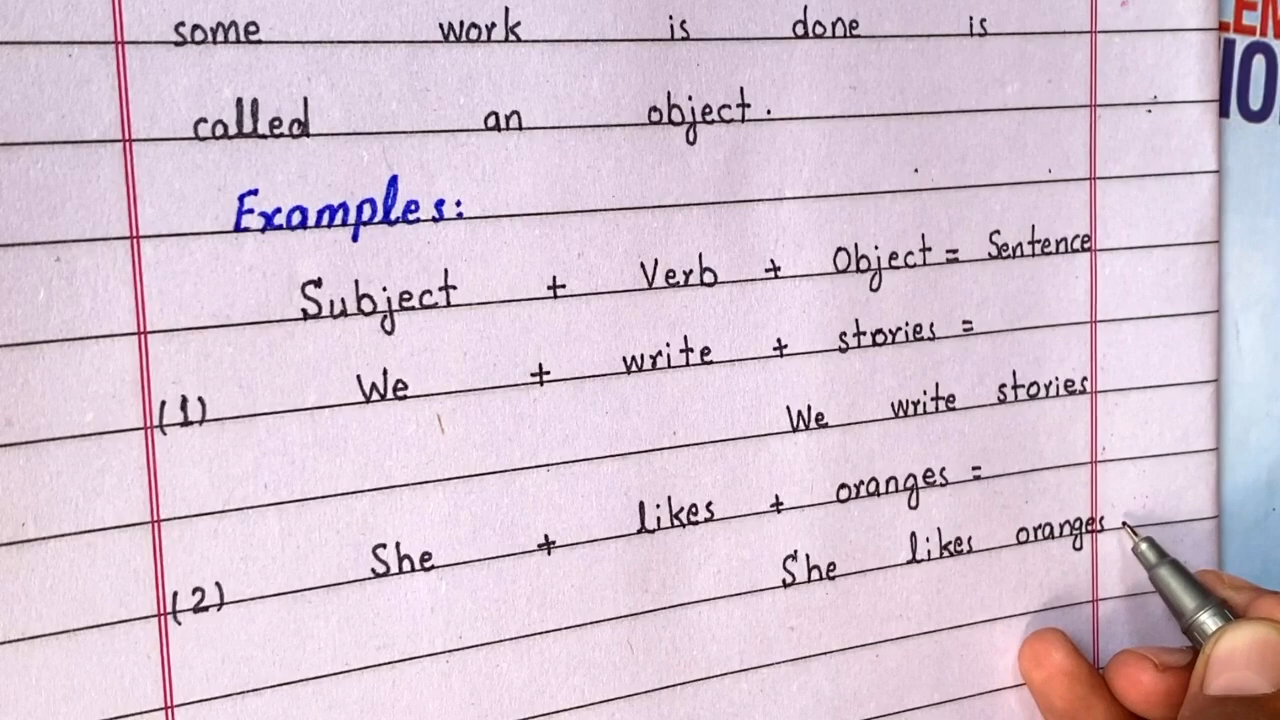 some work is done is
called an object.
Examples:
Subject + Verb + Object = Sentence
(1) We + write + stories =
We write stories
(2) She + likes + oranges =
She likes oranges